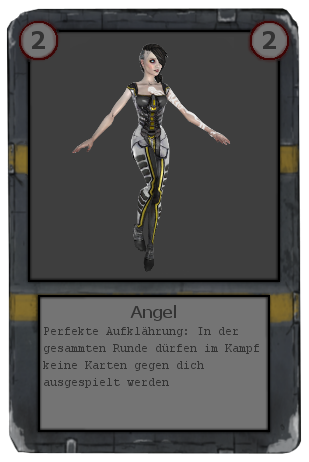 2 2
Angel
Perfekte Aufklährung: In der
gesammten Runde dürfen im Kampf
keine Karten gegen dich
ausgespielt werden